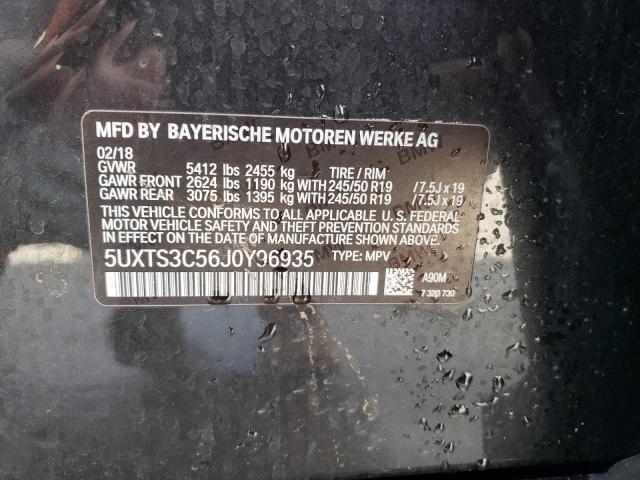 MFD BY BAYERISCHE MOTOREN WERKE AG
02/18
GVWR 5412 lbs 2455 kg TIRE / RIM
GAWR FRONT 2624 lbs 1190 kg WITH 245/50 R19 / 7.5J x 19
GAWR REAR 3075 lbs 1395 kg WITH 245/50 R19 / 7.5J x 19
THIS VEHICLE CONFORMS TO ALL APPLICABLE U. S. FEDERAL
MOTOR VEHICLE SAFETY AND THEFT PREVENTION
STANDARDS IN EFFECT ON THE DATE OF MANUFACTURE SHOWN ABOVE.
5UXTS3C56J0Y96935 TYPE: MPV
A90M
7 320 730